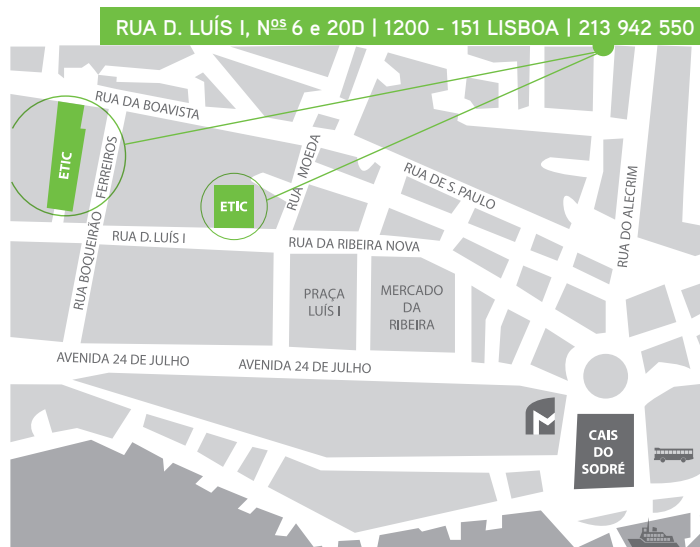 RUA D. LUÍS I, Nºˢ 6 e 20D | 1200 - 151 LISBOA | 213 942 550
RUA DA BOAVISTA
RUA MOEDA
RUA DE S. PAULO
RUA DO ALECRIM
ETIC
RUA BOQUEIRÃO FERREIROS
ETIC
RUA D. LUÍS I
RUA DA RIBEIRA NOVA
PRAÇA
LUÍS I
MERCADO
DA
RIBEIRA
AVENIDA 24 DE JULHO
AVENIDA 24 DE JULHO
CAIS
DO
SODRÉ